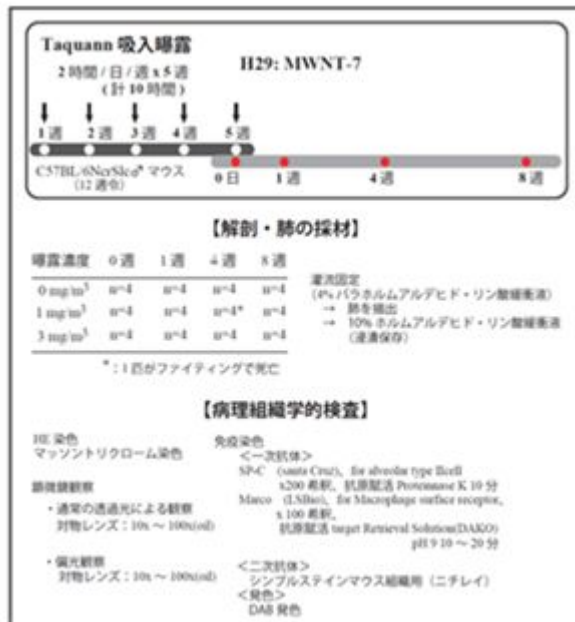 Taquann 吸入曝露
2 時間 / 日 / 週 x 5 週
( 計 10 時間 )
H29: MWNT-7
1 週 2 週 3 週 4 週 5 週
C57BL/6NcrSlc♂ マウス
(12 週令)
0 日 1 週 4 週 8 週
【解剖・肺の採材】
曝露濃度 0 週 1 週 4 週 8 週
0 mg/m³ n=4 n=4 n=4 n=4
1 mg/m³ n=4 n=4 n=4* n=4
3 mg/m³ n=4 n=4 n=4 n=4
* : 1 匹がファイティングで死亡
灌流固定
(4% パラホルムアルデヒド・リン酸緩衝液)
→ 肺を摘出
→ 10% ホルムアルデヒド・リン酸緩衝液
(浸漬保存)
【病理組織学的検査】
HE 染色
マッソントリクローム染色
顕微鏡観察
・通常の透過光による観察
対物レンズ : 10x ～ 100x(oil)
・偏光観察
対物レンズ : 10x ～ 100x(oil)
免疫染色
＜一次抗体＞
SP-C (santa Cruz)、for alveolar type IIcell
x200 希釈、抗原賦活 Protennase K 10 分
Marco (LSBio)、for Macrophage surface receptor、
x 100 希釈、
抗原賦活 target Retrieval Solution(DAKO)
pH 9 10 ～ 20 分
＜二次抗体＞
シンプルステインマウス組織用（ニチレイ）
＜発色＞
DAB 発色